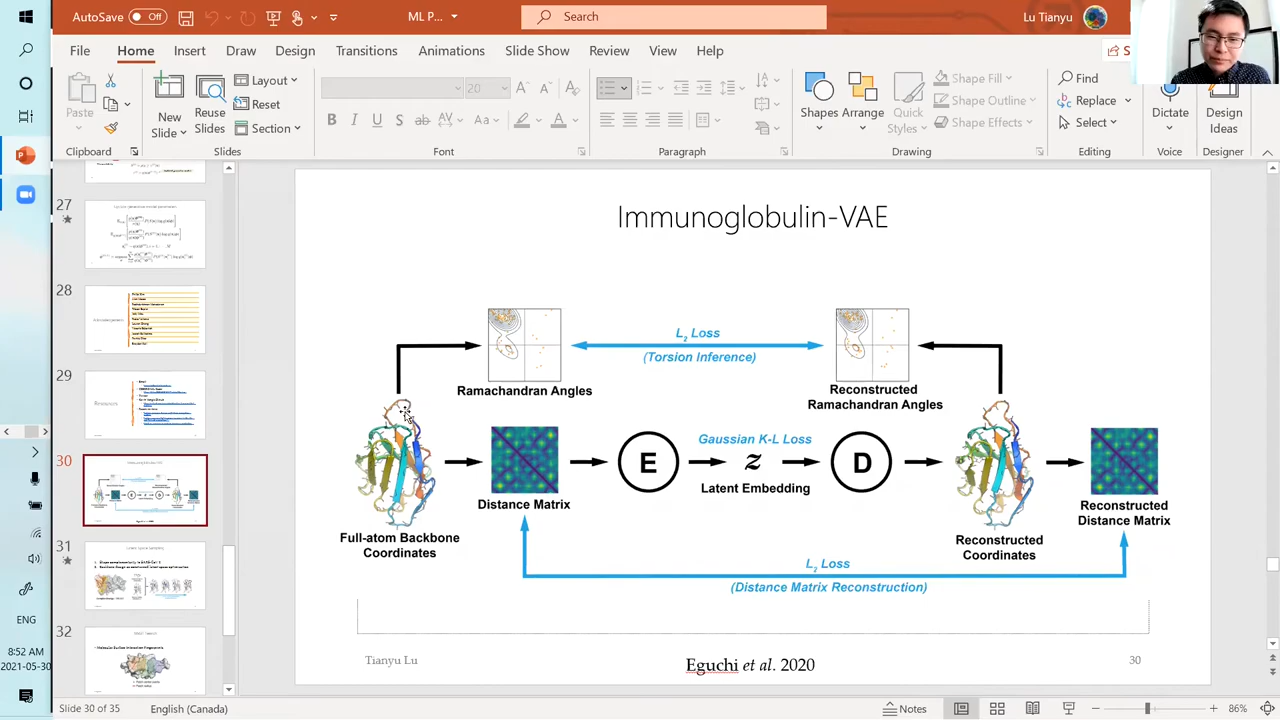 AutoSave Off
ML P...
Search
Lu Tianyu
File Home Insert Draw Design Transitions Animations Slide Show Review View Help
Paste
Clipboard
New Slide
Reuse Slides
Layout
Reset
Section
Slides
20
Font
Paragraph
Shapes
Arrange
Quick Styles
Shape Fill
Shape Outline
Shape Effects
Drawing
Find
Replace
Select
Editing
Dictate
Voice
Design Ideas
Designer
27
28
29
30
31
32
Immunoglobulin-VAE
L2 Loss
(Torsion Inference)
Ramachandran Angles
Reconstructed
Ramachandran Angles
Gaussian K-L Loss
E
z
D
Latent Embedding
Distance Matrix
Full-atom Backbone
Coordinates
Reconstructed
Coordinates
Reconstructed
Distance Matrix
L2 Loss
(Distance Matrix Reconstruction)
Tianyu Lu
Eguchi et al. 2020
30
ENG
8:52 AM
2021-05-30
Slide 30 of 35
English (Canada)
Notes
86%